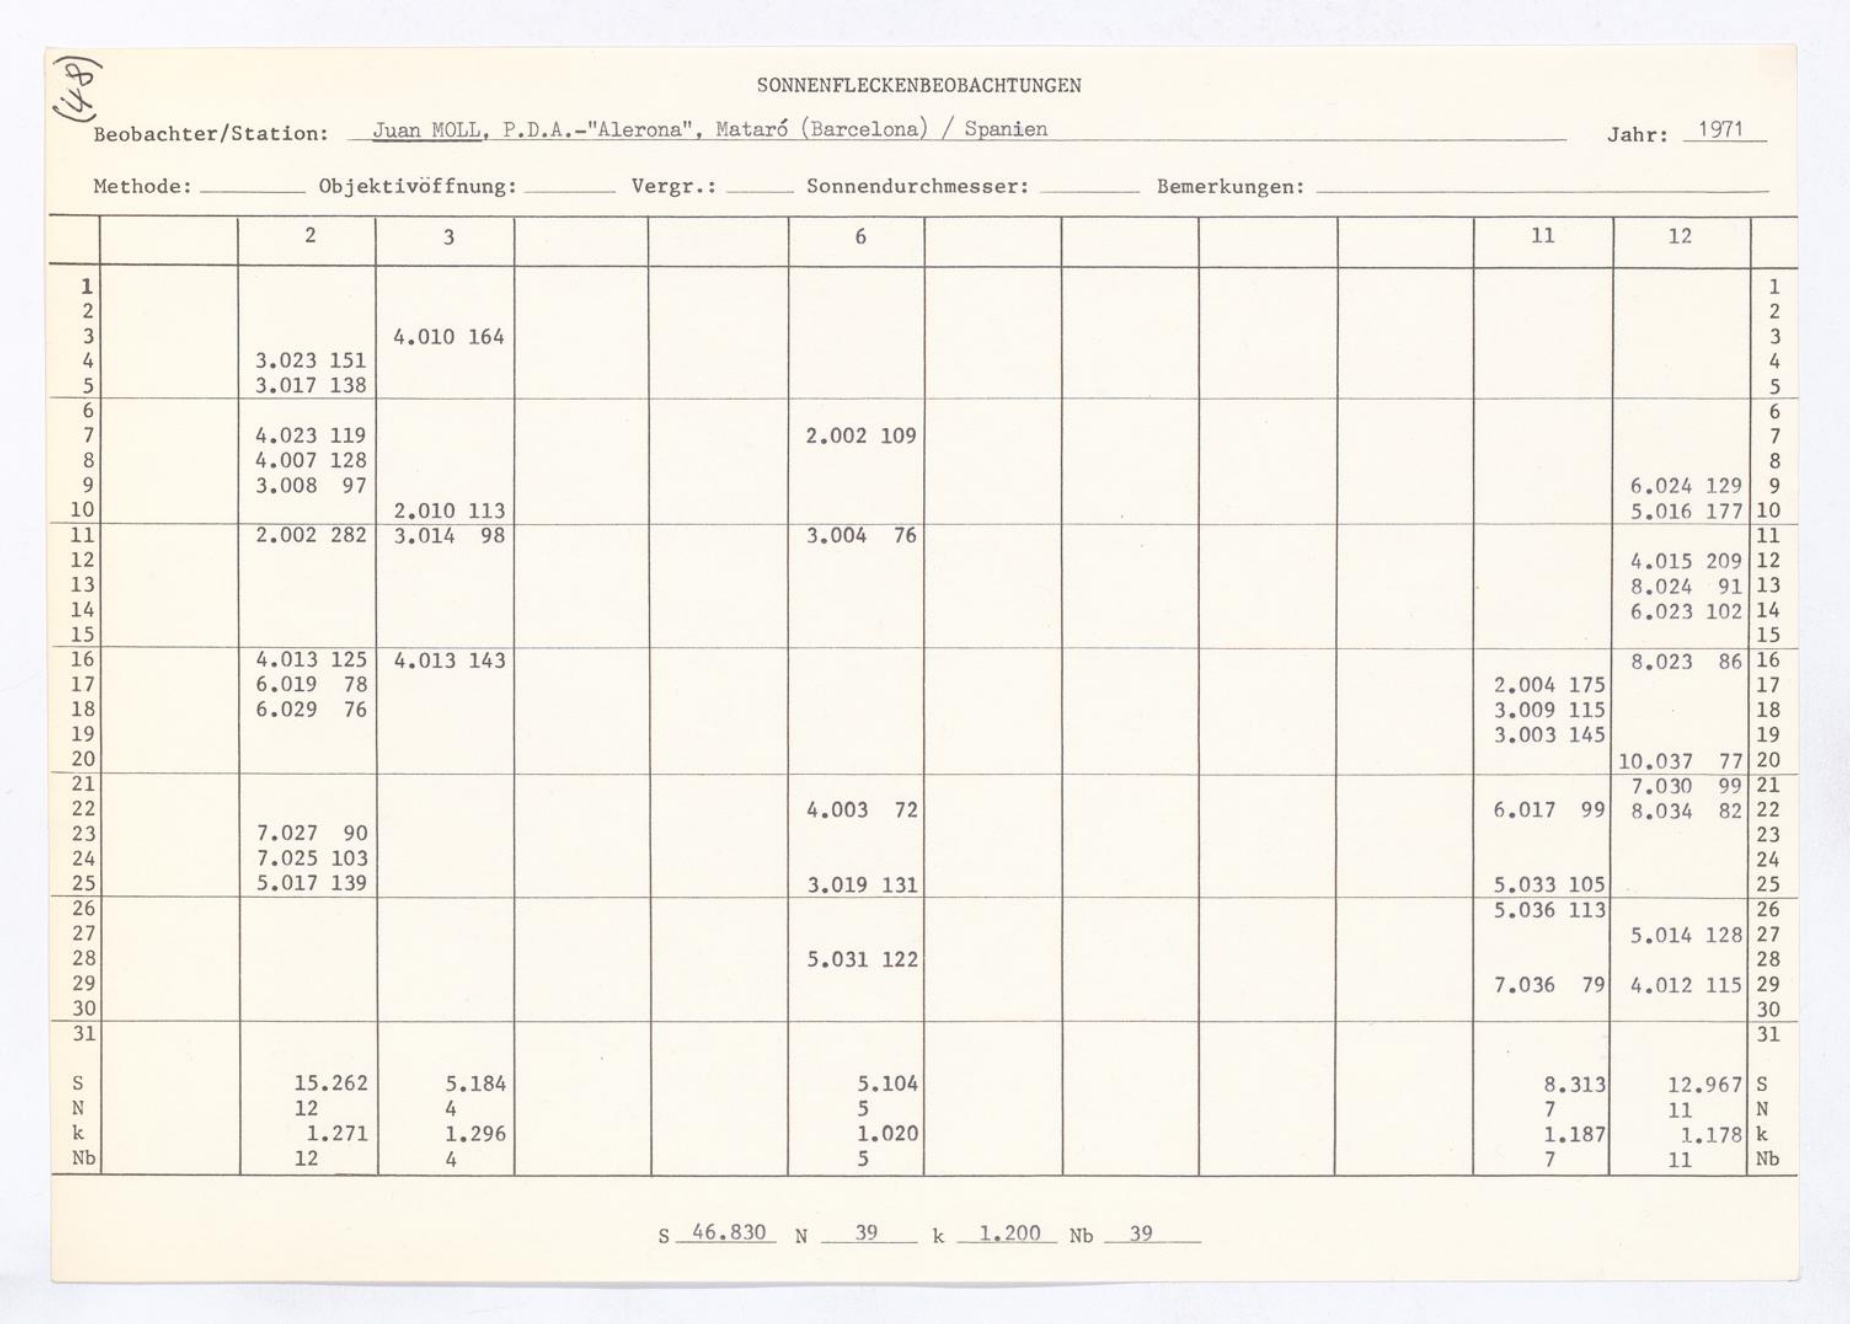 (48)
SONNENFLECKENBEOBACHTUNGEN
Beobachter/Station: Juan MOLL, P.D.A.-"Alerona", Mataró (Barcelona) / Spanien Jahr: 1971
Methode: Objektivöffnung: Vergr.: Sonnendurchmesser: Bemerkungen:
2 3 6 11 12
1 1
2 2
3 4.010 164 3
4 3.023 151 4
5 3.017 138 5
6 6
7 4.023 119 2.002 109 7
8 4.007 128 8
9 3.008 97 6.024 129 9
10 2.010 113 5.016 177 10
11 2.002 282 3.014 98 3.004 76 11
12 4.015 209 12
13 8.024 91 13
14 6.023 102 14
15 15
16 4.013 125 4.013 143 8.023 86 16
17 6.019 78 2.004 175 17
18 6.029 76 3.009 115 18
19 3.003 145 19
20 10.037 77 20
21 7.030 99 21
22 4.003 72 6.017 99 8.034 82 22
23 7.027 90 23
24 7.025 103 24
25 5.017 139 3.019 131 5.033 105 25
26 5.036 113 26
27 5.014 128 27
28 5.031 122 28
29 7.036 79 4.012 115 29
30 30
31 31
S 15.262 5.184 5.104 8.313 12.967 S
N 12 4 5 7 11 N
k 1.271 1.296 1.020 1.187 1.178 k
Nb 12 4 5 7 11 Nb
S 46.830 N 39 k 1.200 Nb 39